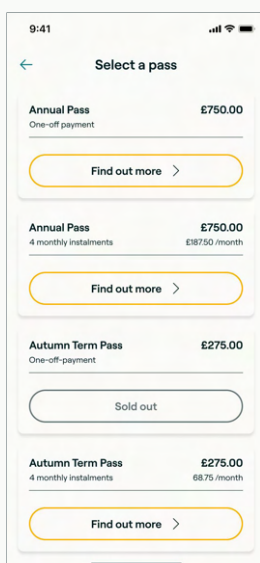 9:41
Select a pass
Annual Pass £750.00
One-off payment
Find out more
Annual Pass £750.00
4 monthly instalments £187.50 /month
Find out more
Autumn Term Pass £275.00
One-off-payment
Sold out
Autumn Term Pass £275.00
4 monthly instalments 68.75 /month
Find out more